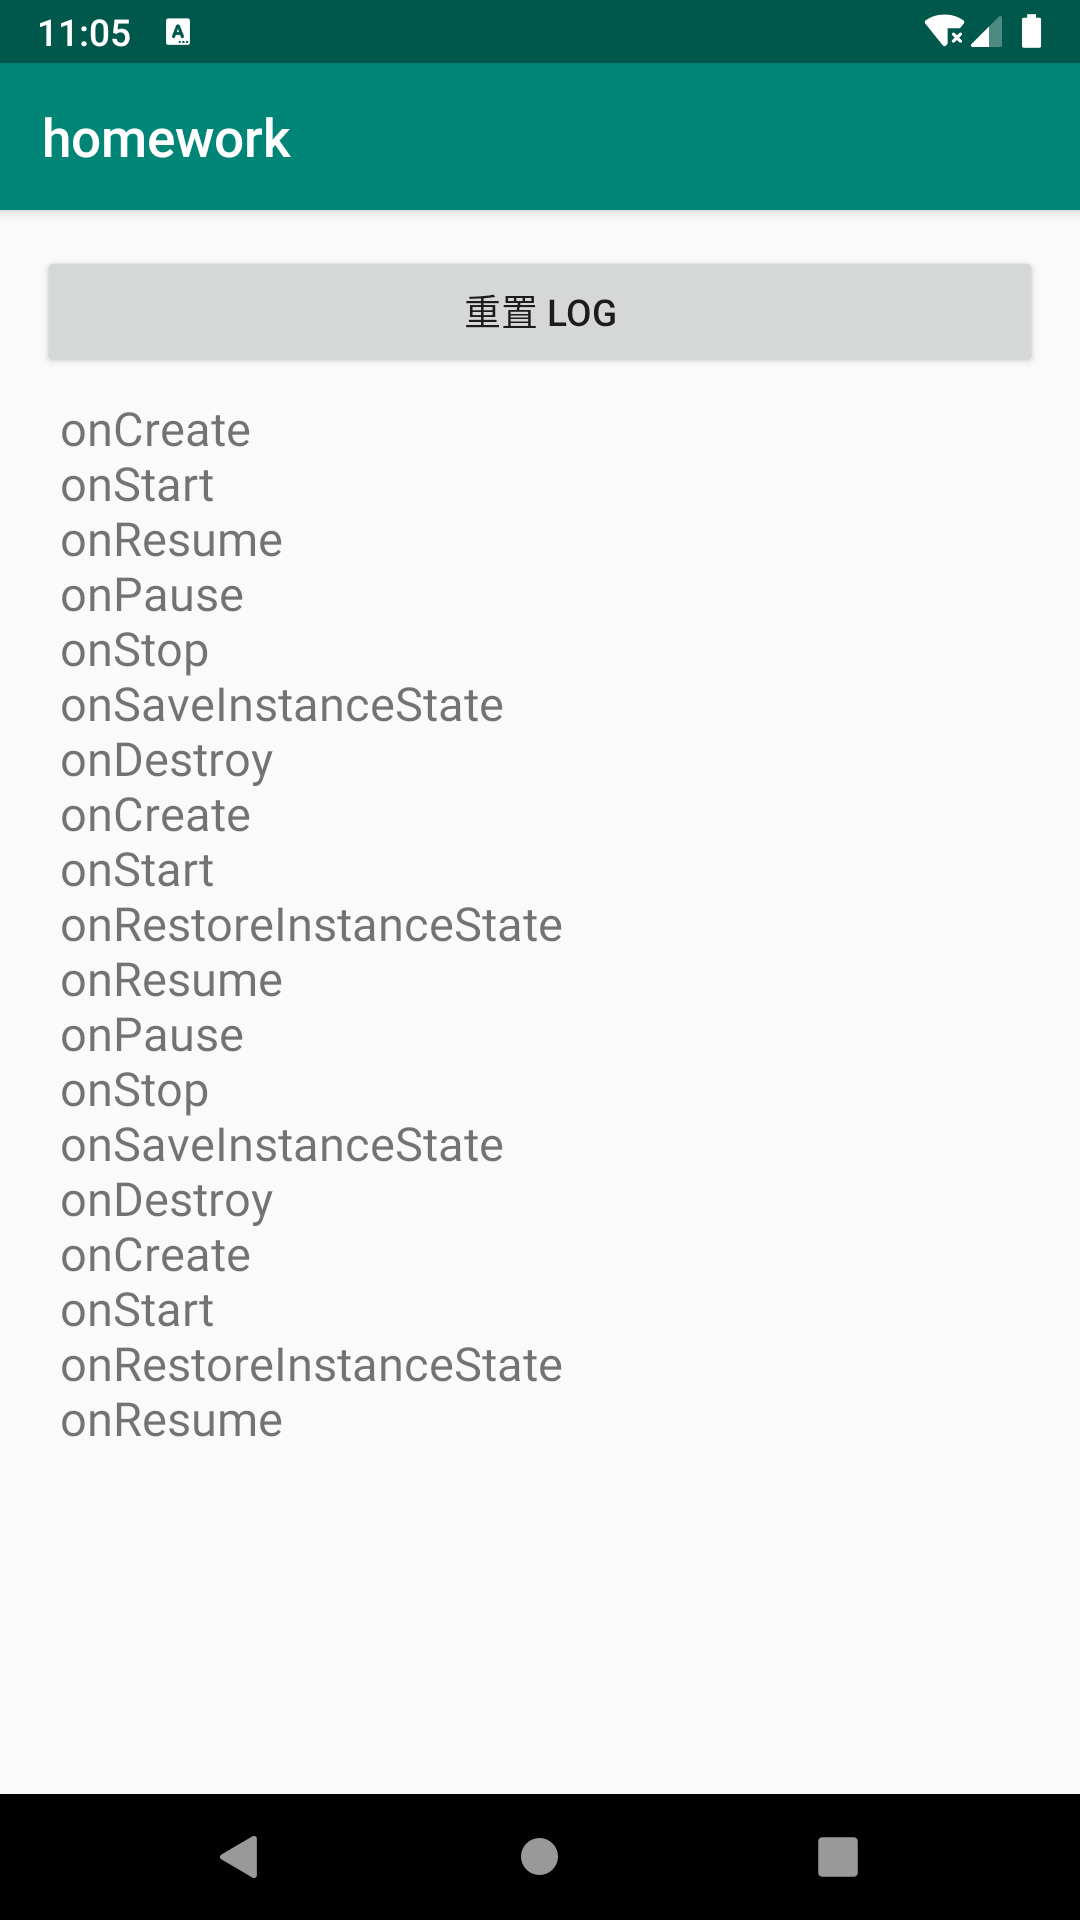 11:05
homework
重置 LOG
onCreate
onStart
onResume
onPause
onStop
onSaveInstanceState
onDestroy
onCreate
onStart
onRestoreInstanceState
onResume
onPause
onStop
onSaveInstanceState
onDestroy
onCreate
onStart
onRestoreInstanceState
onResume